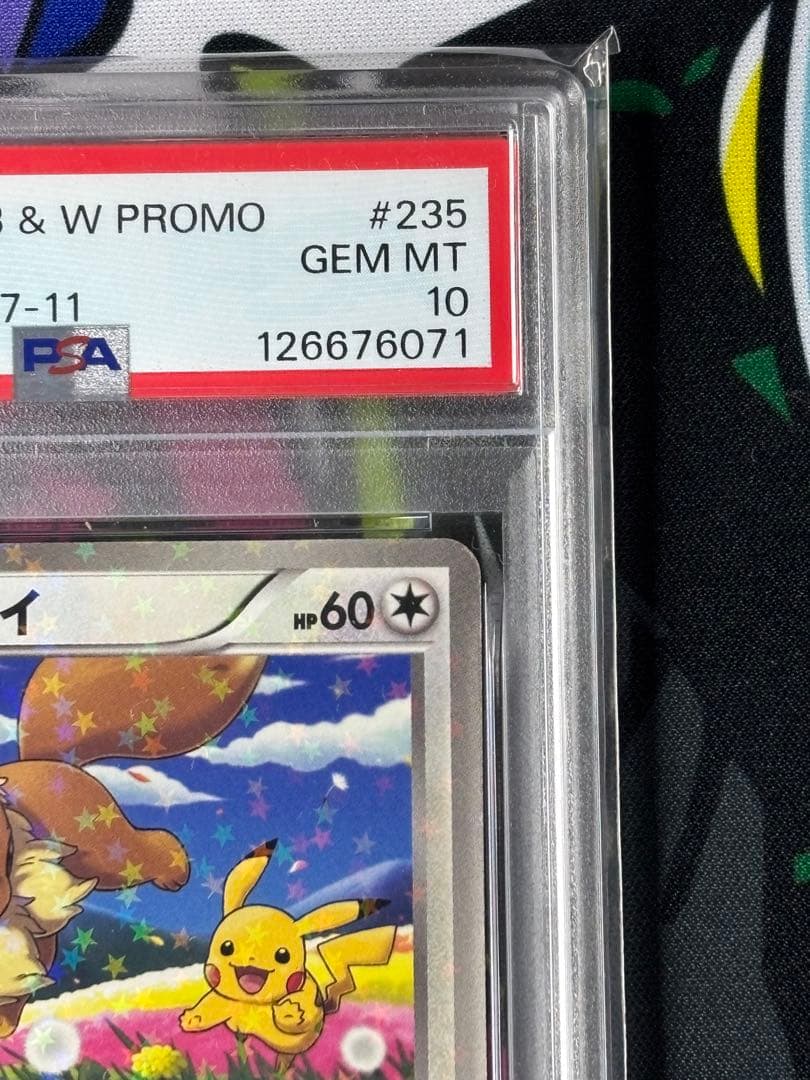 & W PROMO #235
GEM MT
7-11 10
PSA 126676071
イ HP60